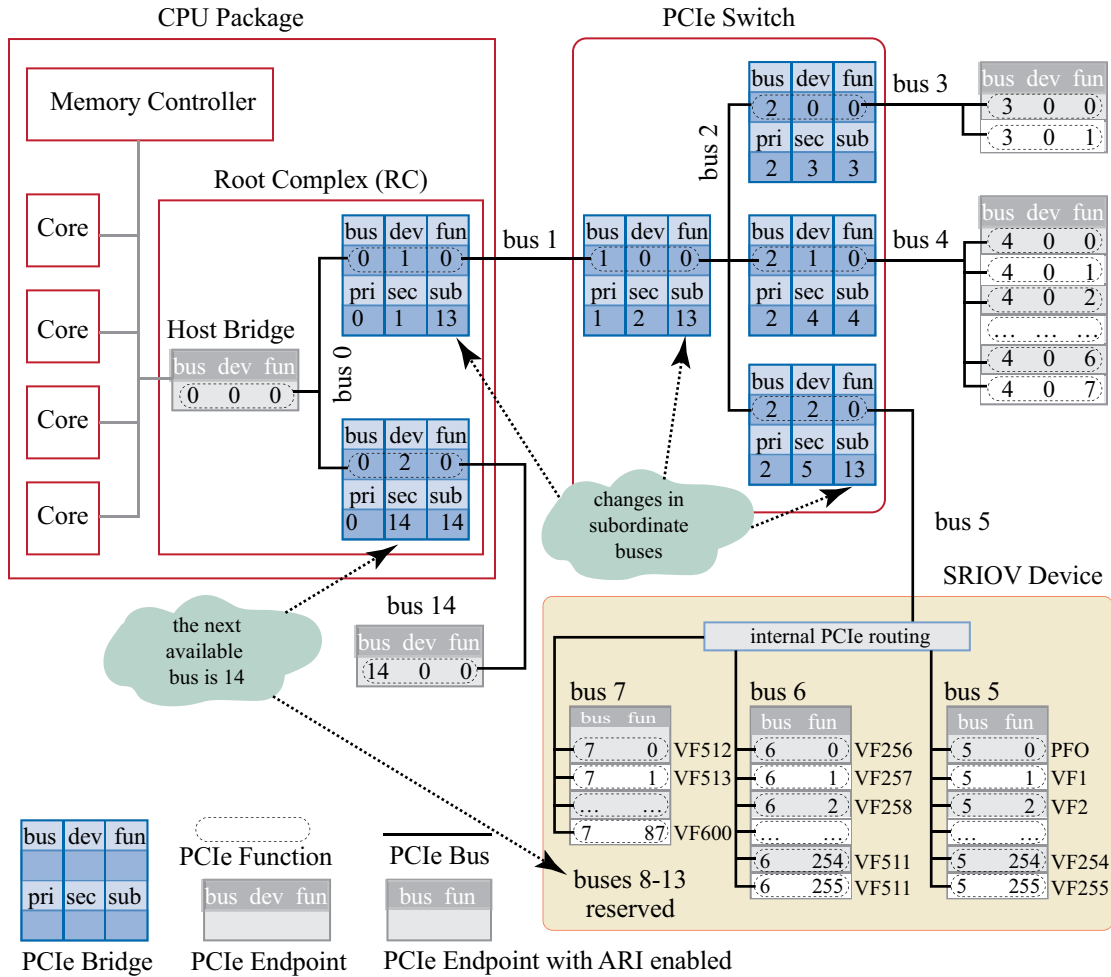 CPU Package
PCIe Switch
Memory Controller
Root Complex (RC)
Core
Core
Core
Core
Host Bridge
bus dev fun
0 0 0
bus 0
bus dev fun
0 1 0
pri sec sub
0 1 13
bus dev fun
0 2 0
pri sec sub
0 14 14
bus 1
bus dev fun
1 0 0
pri sec sub
1 2 13
bus 2
bus dev fun
2 0 0
pri sec sub
2 3 3
bus dev fun
2 1 0
pri sec sub
2 4 4
bus dev fun
2 2 0
pri sec sub
2 5 13
bus 3
bus dev fun
3 0 0
3 0 1
bus 4
bus dev fun
4 0 0
4 0 1
4 0 2
... ... ...
4 0 6
4 0 7
changes in
subordinate
buses
bus 5
the next
available
bus is 14
bus 14
bus dev fun
14 0 0
SRIOV Device
internal PCIe routing
bus 7
bus fun
7 0 VF512
7 1 VF513
... ...
7 87 VF600
bus 6
bus fun
6 0 VF256
6 1 VF257
6 2 VF258
... ...
6 254 VF511
6 255 VF511
bus 5
bus fun
5 0 PFO
5 1 VF1
5 2 VF2
... ...
5 254 VF254
5 255 VF255
buses 8-13
reserved
bus dev fun
pri sec sub
PCIe Bridge
PCIe Function
bus dev fun
PCIe Endpoint
PCIe Bus
bus fun
PCIe Endpoint with ARI enabled